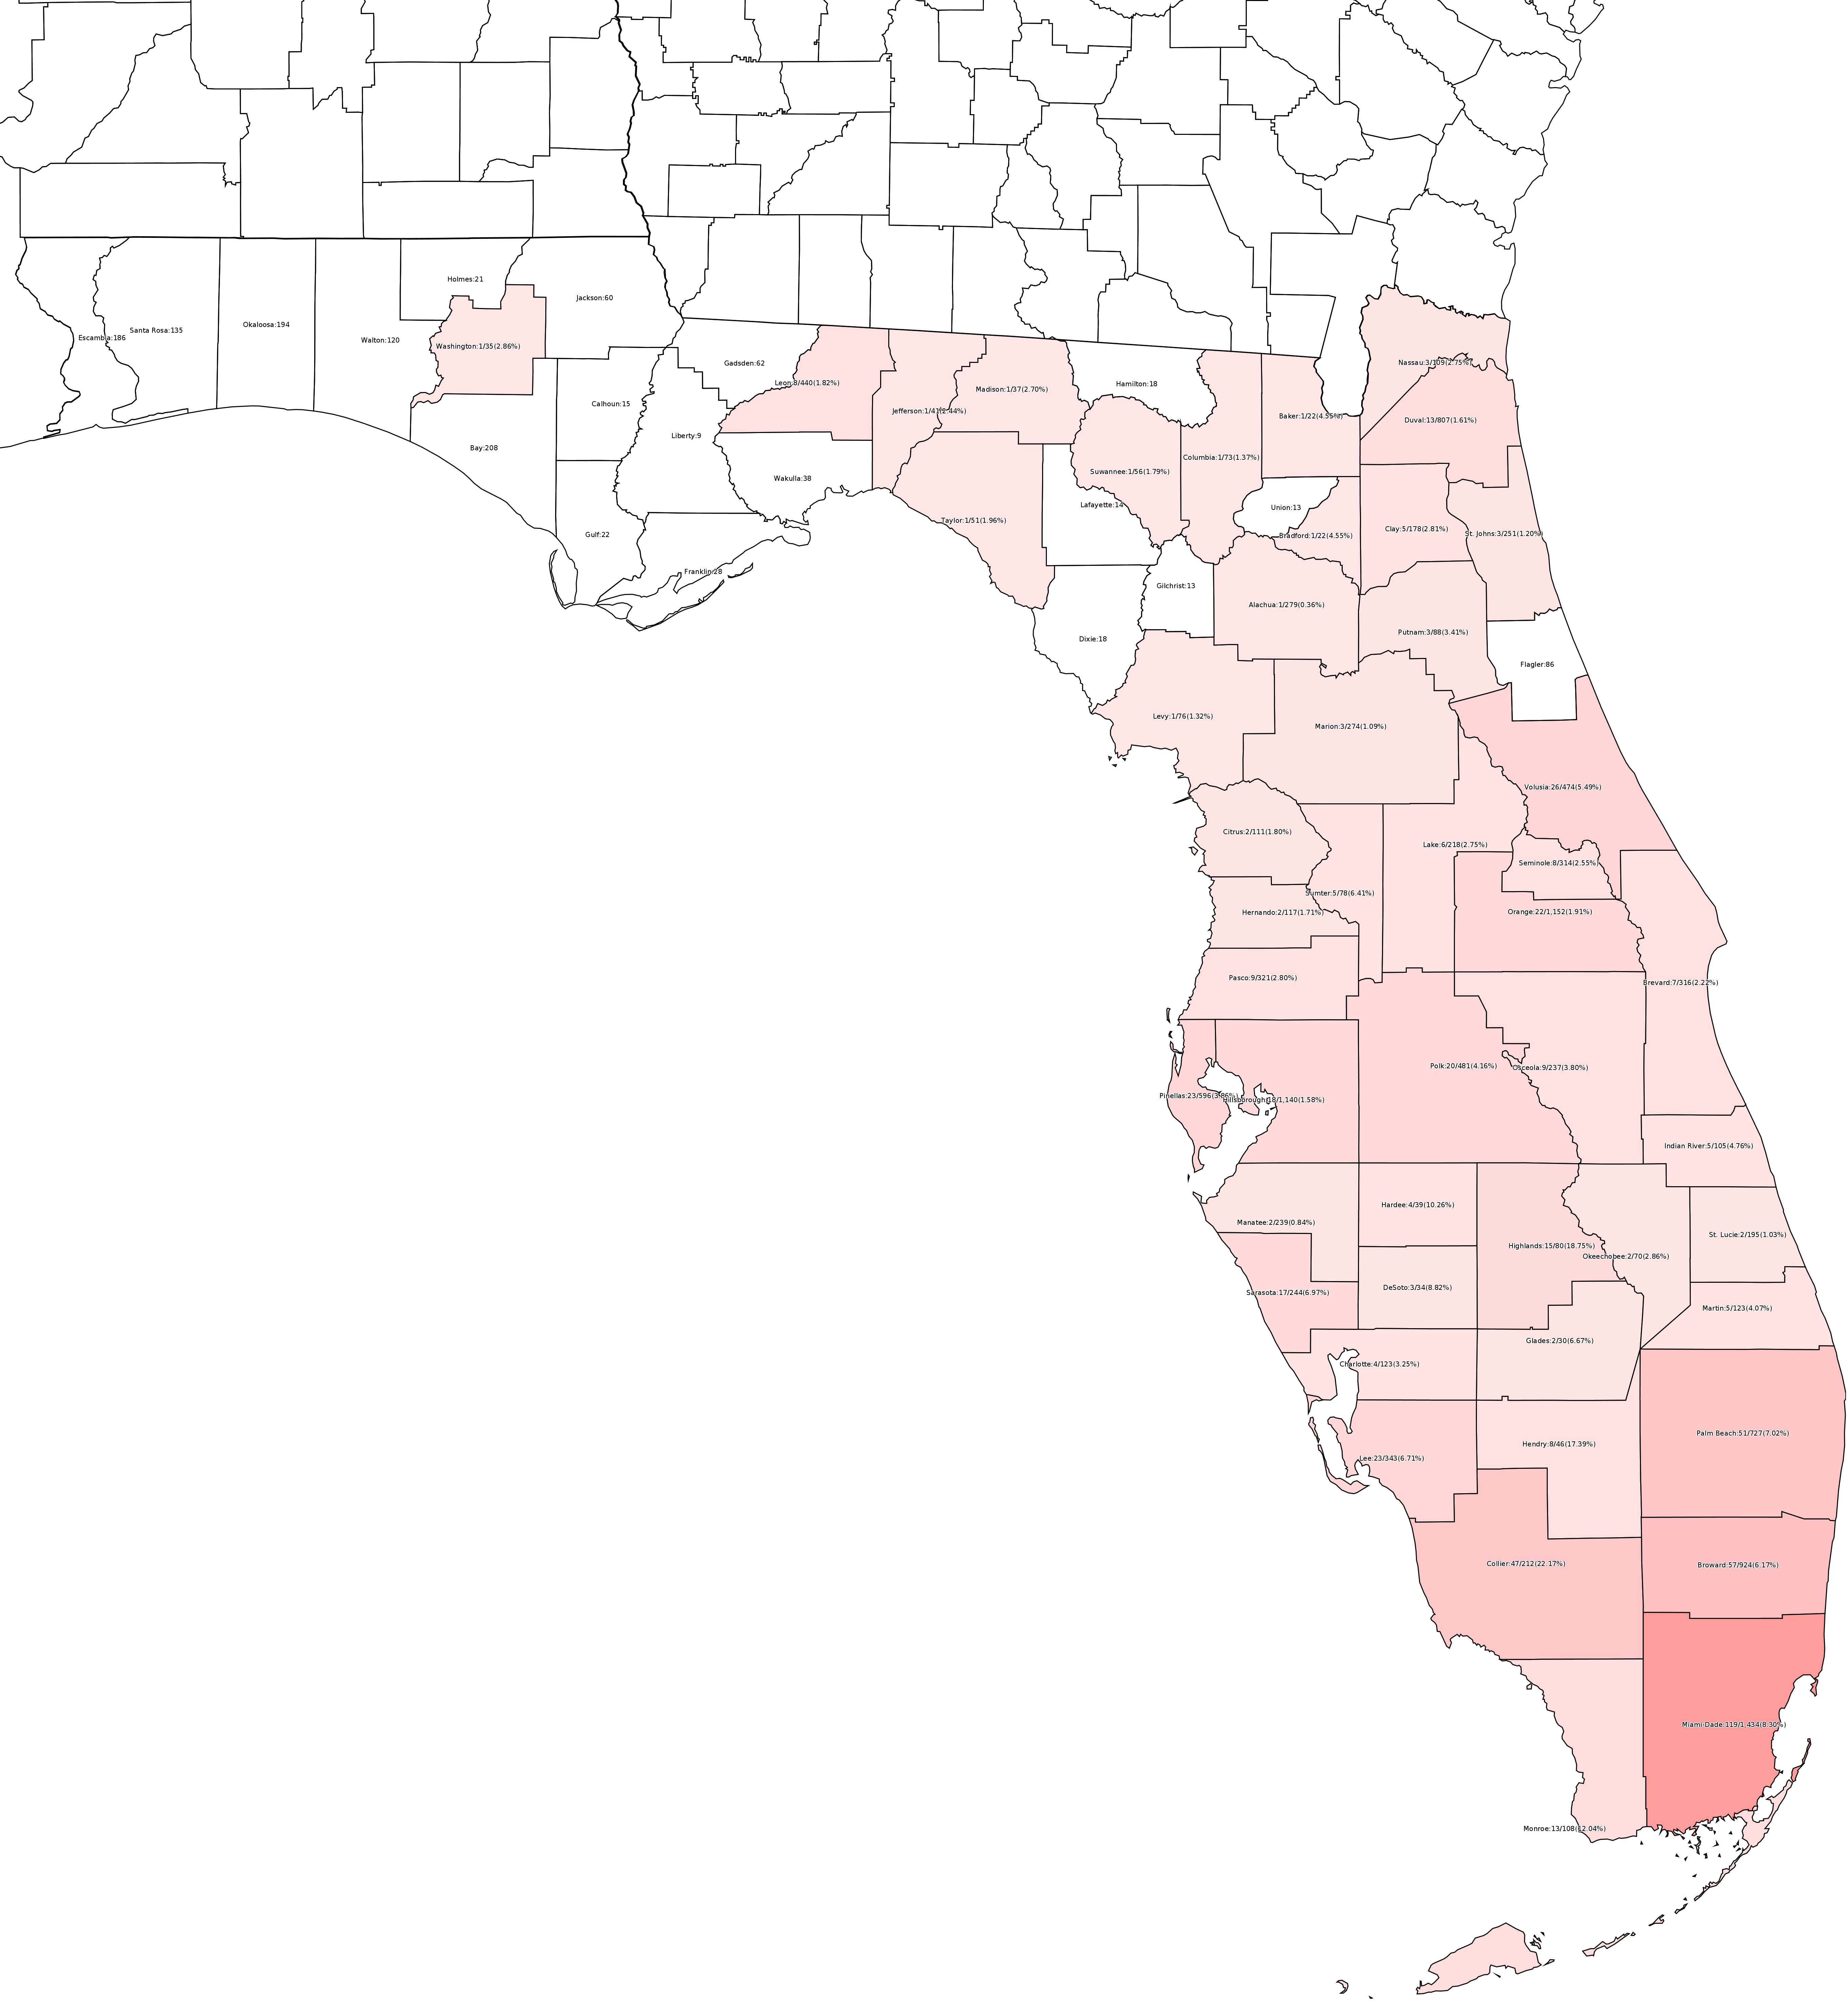 Holmes:21
Jackson:60
Okaloosa:194
Santa Rosa:135
Escambia:186
Walton:120
Washington:1/35(2.86%)
Gadsden:62
Nassau:3/109(2.75%)
Leon:8/440(1.82%)
Hamilton:18
Madison:1/37(2.70%)
Calhoun:15
Jefferson:1/41(2.44%)
Baker:1/22(4.55%)
Duval:13/807(1.61%)
Liberty:9
Bay:208
Columbia:1/73(1.37%)
Suwannee:1/56(1.79%)
Wakulla:38
Lafayette:14
Union:13
Taylor:1/51(1.96%)
Clay:5/178(2.81%)
Gulf:22
St. Johns:3/251(1.20%)
Bradford:1/22(4.55%)
Franklin:28
Gilchrist:13
Alachua:1/279(0.36%)
Putnam:3/88(3.41%)
Dixie:18
Flagler:86
Levy:1/76(1.32%)
Marion:3/274(1.09%)
Volusia:26/474(5.49%)
Citrus:2/111(1.80%)
Lake:6/218(2.75%)
Seminole:8/314(2.55%)
Sumter:5/78(6.41%)
Hernando:2/117(1.71%)
Orange:22/1,152(1.91%)
Pasco:9/321(2.80%)
Brevard:7/316(2.22%)
Polk:20/481(4.16%)
Osceola:9/237(3.80%)
Pinellas:23/596(3.86%)
Hillsborough:18/1,140(1.58%)
Indian River:5/105(4.76%)
Hardee:4/39(10.26%)
Manatee:2/239(0.84%)
St. Lucie:2/195(1.03%)
Highlands:15/80(18.75%)
Okeechobee:2/70(2.86%)
DeSoto:3/34(8.82%)
Sarasota:17/244(6.97%)
Martin:5/123(4.07%)
Glades:2/30(6.67%)
Charlotte:4/123(3.25%)
Palm Beach:51/727(7.02%)
Hendry:8/46(17.39%)
Lee:23/343(6.71%)
Collier:47/212(22.17%)
Broward:57/924(6.17%)
Miami-Dade:119/1,434(8.30%)
Monroe:13/108(12.04%)